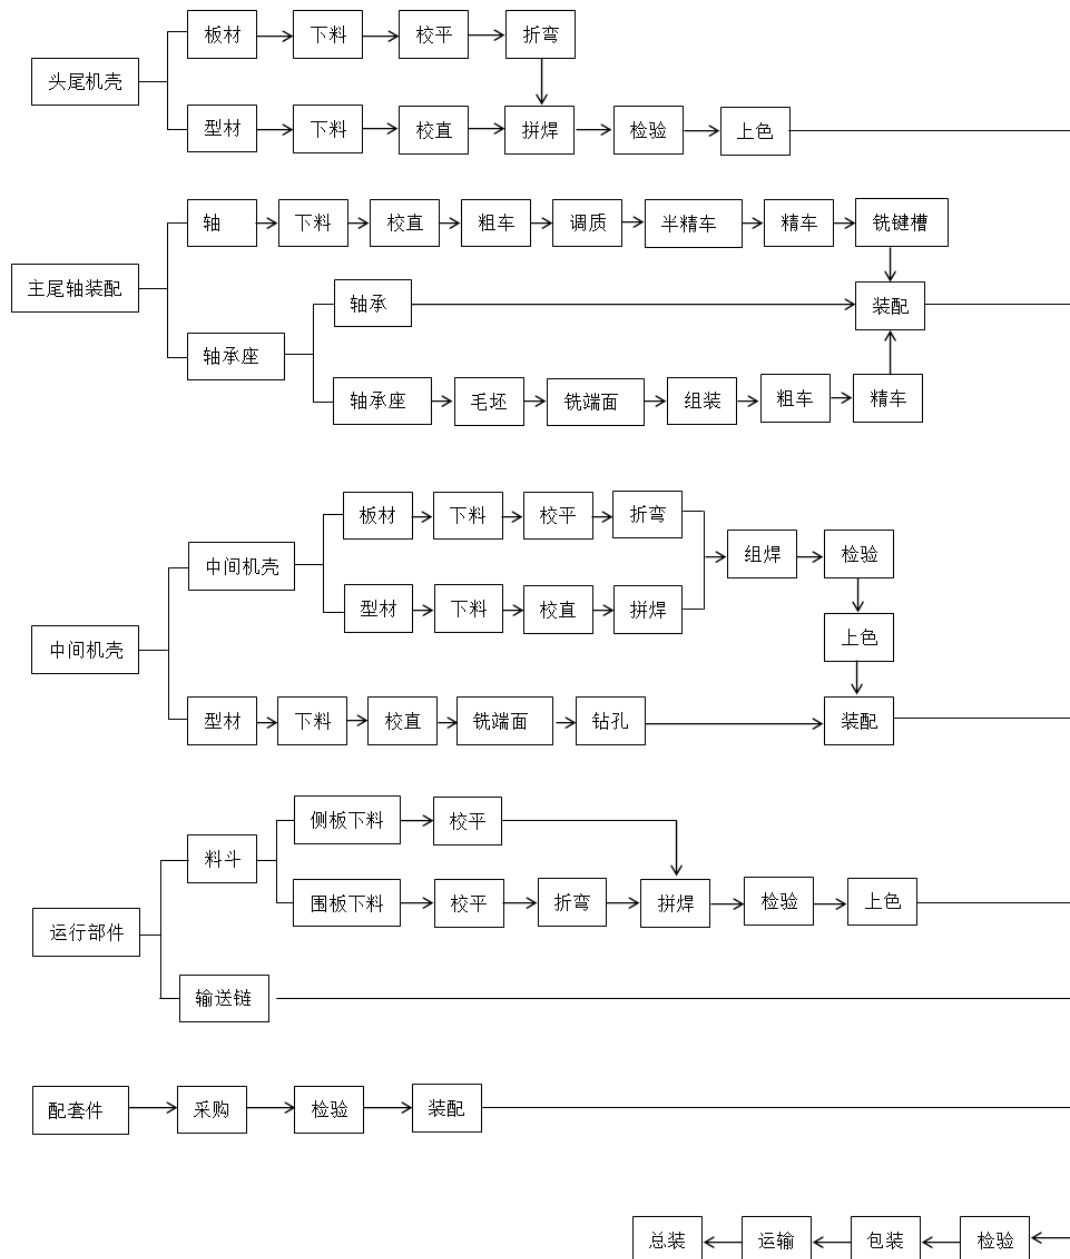 板材 下料 校平 折弯
头尾机壳
型材 下料 校直 拼焊 检验 上色
轴 下料 校直 粗车 调质 半精车 精车 铣键槽
主尾轴装配
轴承 装配
轴承座
轴承座 毛坯 铣端面 组装 粗车 精车
板材 下料 校平 折弯
中间机壳 组焊 检验
型材 下料 校直 拼焊
中间机壳 上色
型材 下料 校直 铣端面 钻孔 装配
侧板下料 校平
料斗
围板下料 校平 折弯 拼焊 检验 上色
运行部件
输送链
配套件 采购 检验 装配
总装 运输 包装 检验